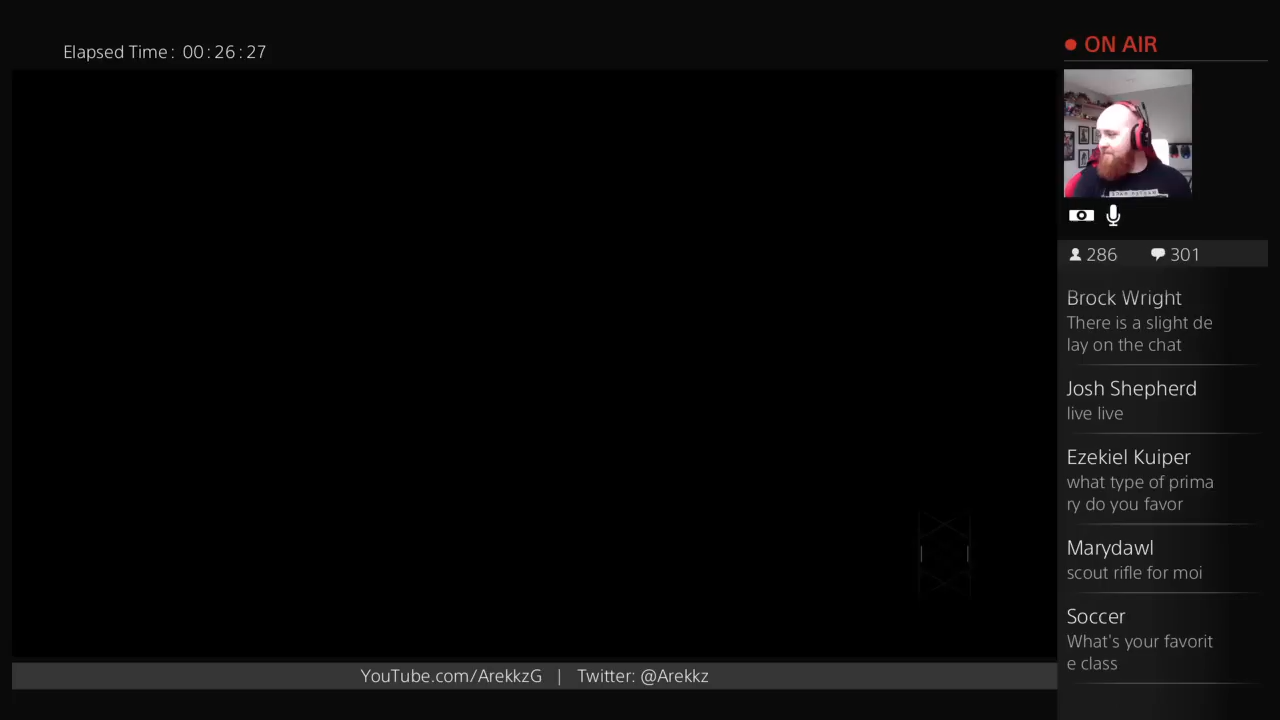 Elapsed Time: 00:26:27
ON AIR
286 301
Brock Wright
There is a slight de
lay on the chat
Josh Shepherd
live live
Ezekiel Kuiper
what type of prima
ry do you favor
Marydawl
scout rifle for moi
Soccer
What's your favorit
e class
YouTube.com/ArekkzG | Twitter: @Arekkz